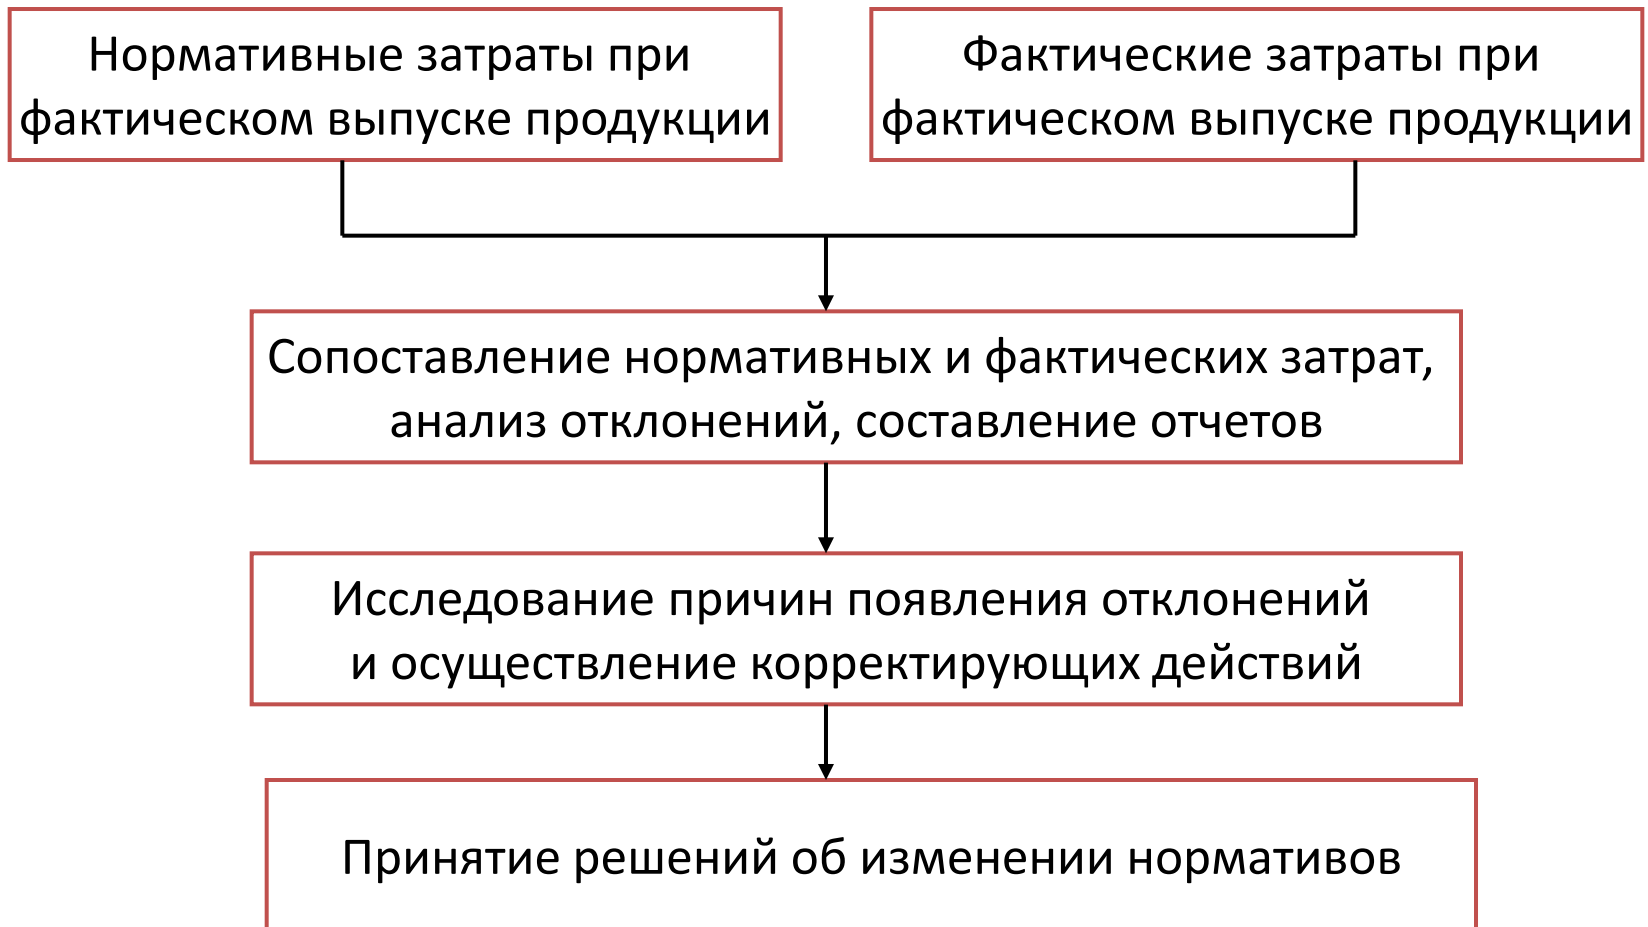 Нормативные затраты при
фактическом выпуске продукции
Фактические затраты при
фактическом выпуске продукции
Сопоставление нормативных и фактических затрат,
анализ отклонений, составление отчетов
Исследование причин появления отклонений
и осуществление корректирующих действий
Принятие решений об изменении нормативов